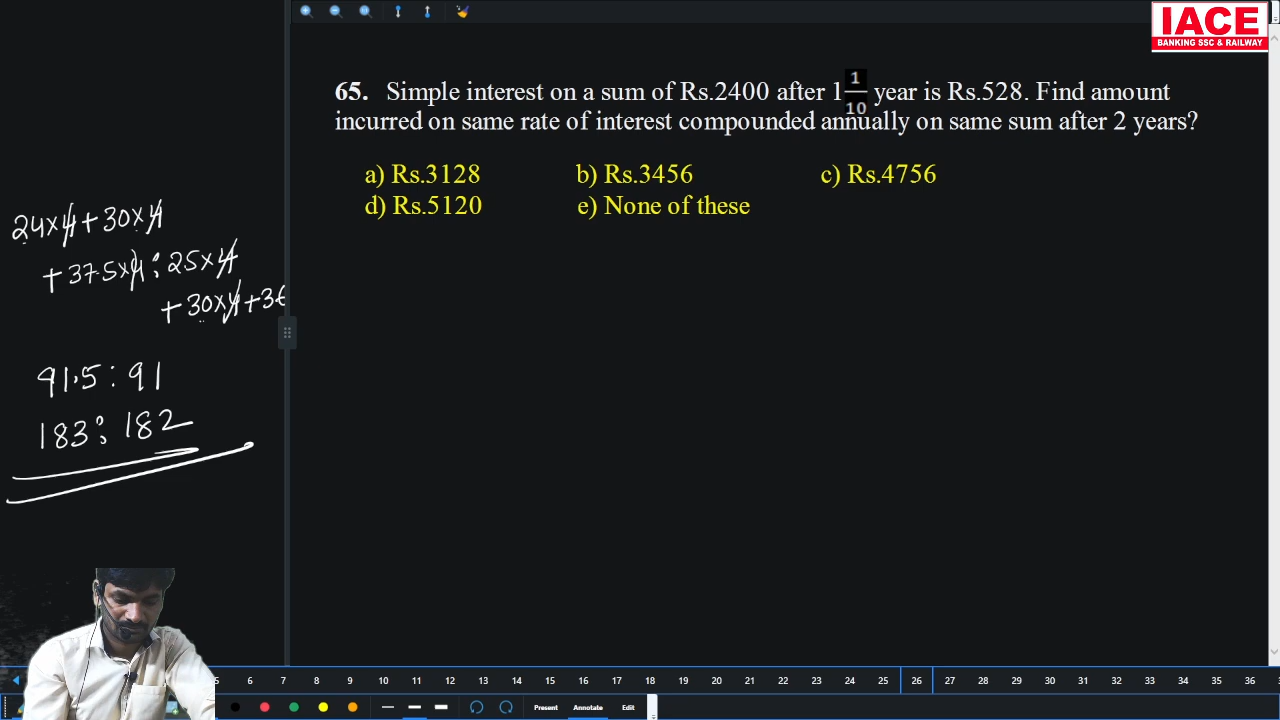 IACE
BANKING SSC & RAILWAY
65. Simple interest on a sum of Rs.2400 after 1 1/10 year is Rs.528. Find amount
incurred on same rate of interest compounded annually on same sum after 2 years?
a) Rs.3128 b) Rs.3456 c) Rs.4756
d) Rs.5120 e) None of these
24×4+30×4
+37.5×4:25×4
+30×4+36
91.5:91
183:182
5 6 7 8 9 10 11 12 13 14 15 16 17 18 19 20 21 22 23 24 25 26 27 28 29 30 31 32 33 34 35 36
Present Annotate Edit